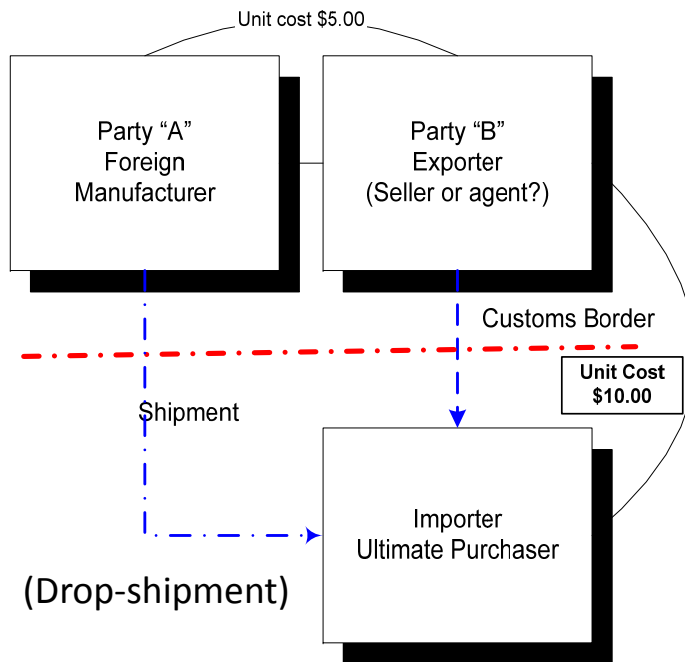 Unit cost $5.00
Party “A”
Foreign
Manufacturer
Party “B”
Exporter
(Seller or agent?)
Customs Border
Unit Cost
$10.00
Shipment
Importer
Ultimate Purchaser
(Drop-shipment)